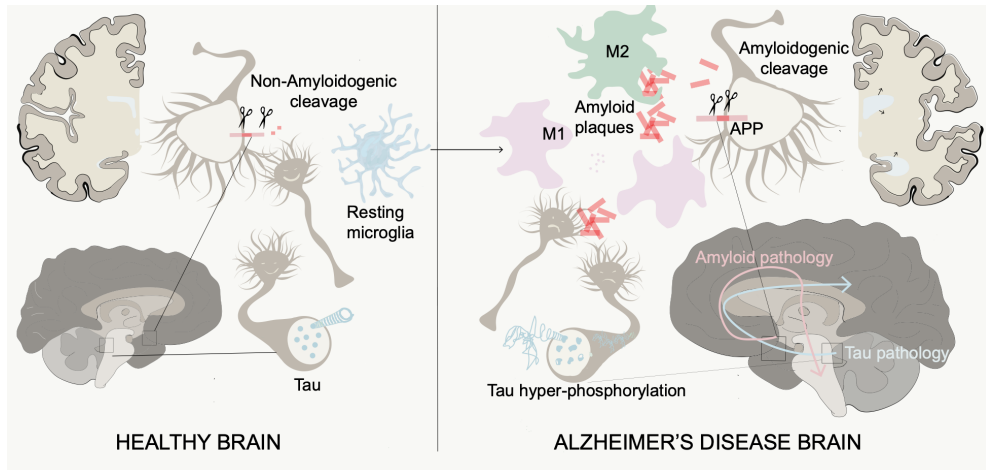 Non-Amyloidogenic
cleavage
Resting
microglia
Tau
HEALTHY BRAIN
M2
Amyloidogenic
cleavage
Amyloid
plaques
M1
APP
Amyloid pathology
Tau pathology
Tau hyper-phosphorylation
ALZHEIMER'S DISEASE BRAIN